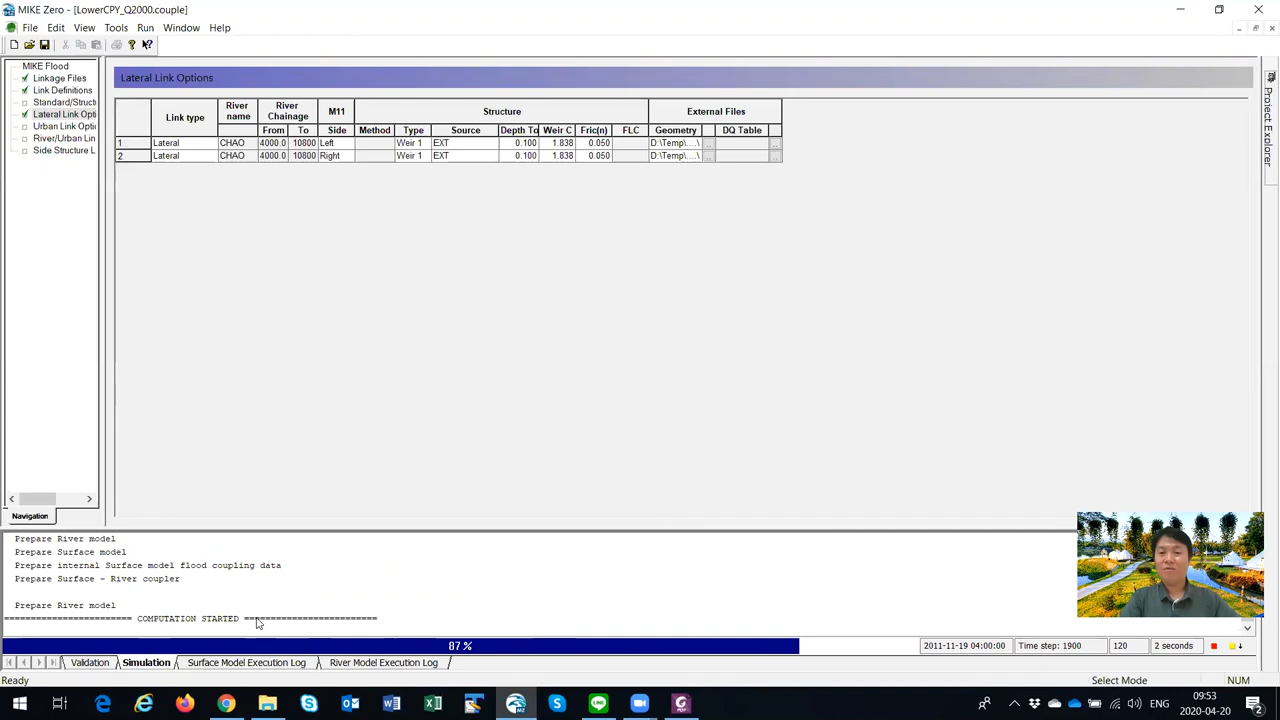 MIKE Zero - [LowerCPY_Q2000.couple]
File Edit View Tools Run Window Help
MIKE Flood
Linkage Files
Link Definitions
Standard/Struct
Lateral Link Opti
Urban Link Optio
River/Urban Lin
Side Structure L
Navigation
Lateral Link Options
Link type River name River Chainage M11 Structure External Files
From To Side Method Type Source Depth To Weir C Fric(n) FLC Geometry DQ Table
1 Lateral CHAO 4000.0 10800 Left Weir 1 EXT 0.100 1.838 0.050 D:\Temp\....\ ...
2 Lateral CHAO 4000.0 10800 Right Weir 1 EXT 0.100 1.838 0.050 D:\Temp\....\ ...
Project Explorer
Prepare River model
Prepare Surface model
Prepare internal Surface model flood coupling data
Prepare Surface - River coupler
Prepare River model
======================== COMPUTATION STARTED =========================
87 % 2011-11-19 04:00:00 Time step: 1900 120 2 seconds
Validation Simulation Surface Model Execution Log River Model Execution Log
Ready Select Mode NUM
ENG 09:53
2020-04-20 2